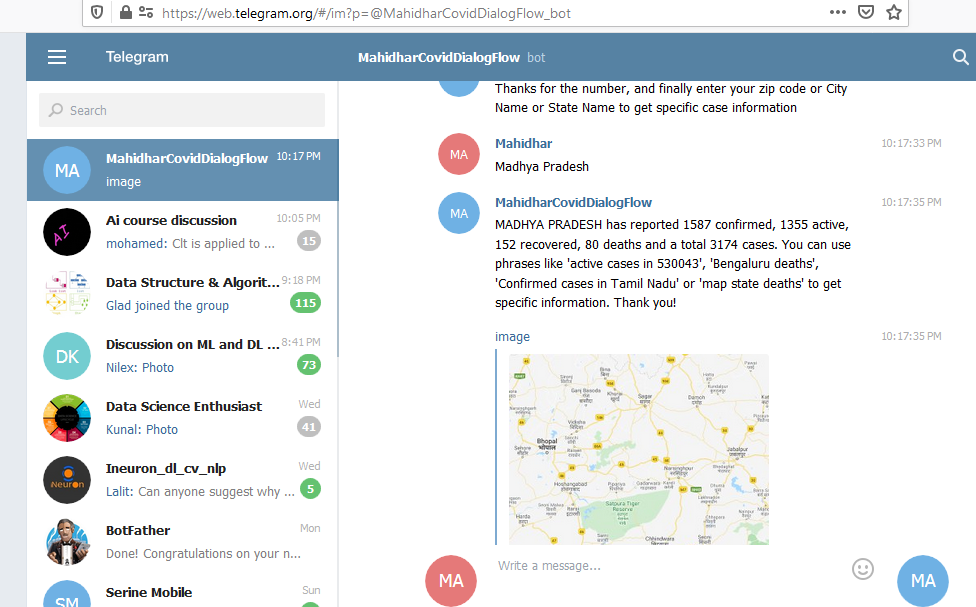 https://web.telegram.org/#/im?p=@MahidharCovidDialogFlow_bot
Telegram
MahidharCovidDialogFlow bot
Search
MA
MahidharCovidDialogFlow 10:17 PM
image
AI
Ai course discussion 10:05 PM
mohamed: Clt is applied to ... 15
Data Structure & Algorit... 9:18 PM
Glad joined the group 115
DK
Discussion on ML and DL ... 8:41 PM
Nilex: Photo 73
Data Science Enthusiast Wed
Kunal: Photo 41
iNeuron
Ineuron_dl_cv_nlp Wed
Lalit: Can anyone suggest why ... 5
BotFather Mon
Done! Congratulations on your n...
SM
Serine Mobile Sun
Thanks for the number, and finally enter your zip code or City
Name or State Name to get specific case information
MA
Mahidhar 10:17:33 PM
Madhya Pradesh
MA
MahidharCovidDialogFlow 10:17:35 PM
MADHYA PRADESH has reported 1587 confirmed, 1355 active,
152 recovered, 80 deaths and a total 3174 cases. You can use
phrases like 'active cases in 530043', 'Bengaluru deaths',
'Confirmed cases in Tamil Nadu' or 'map state deaths' to get
specific information. Thank you!
image 10:17:35 PM
Bina
Sagar
Damoh
Vidisha
Bhopal
भोपाल
Sehore
Jabalpur
जबलपुर
Narsinghpur
Hoshangabad
Satpura Tiger
Reserve
Harda
Chhindwara
MA
Write a message...
MA